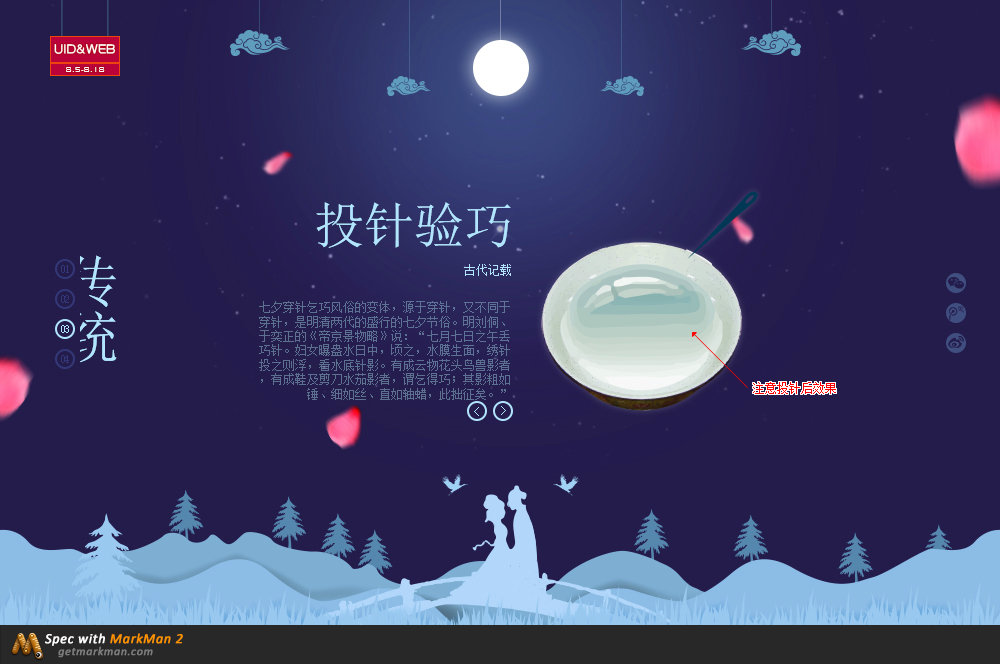 UID&WEB
8.5-8.18
投针验巧
古代记载
01
02
03
04
传
统
七夕穿针乞巧风俗的变体，源于穿针，又不同于
穿针，是明清两代的盛行的七夕节俗。明刘侗、
于奕正的《帝京景物略》说：“七月七日之午丢
巧针。妇女曝盎水日中，顷之，水膜生面，绣针
投之则浮，看水底针影。有成云物花头鸟兽影者
，有成鞋及剪刀水茄影者，谓乞得巧；其影粗如
锤、细如丝、直如轴蜡，此拙征矣。”
注意投针后效果
Spec with MarkMan 2
getmarkman.com